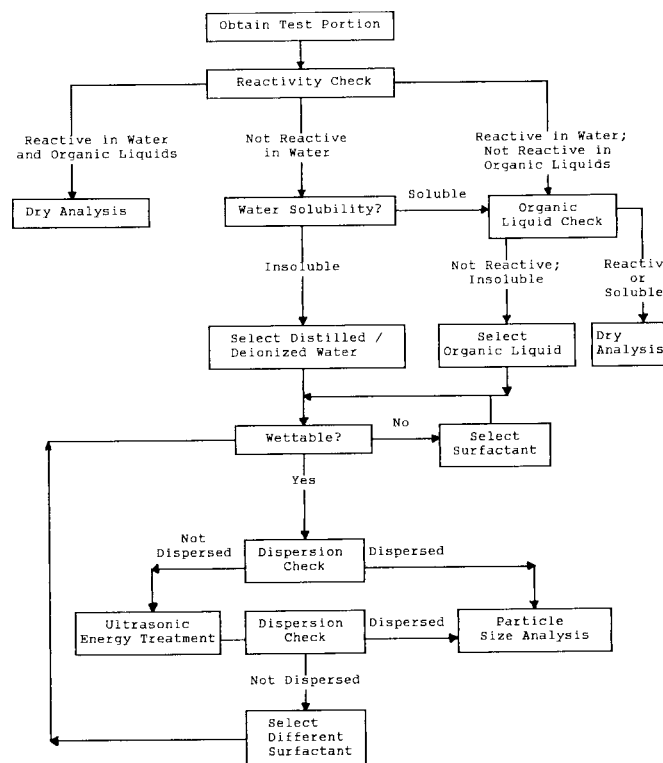 Obtain Test Portion
Reactivity Check
Reactive in Water
and Organic Liquids
Not Reactive
in Water
Reactive in Water;
Not Reactive in
Organic Liquids
Dry Analysis
Water Solubility?
Soluble
Organic
Liquid Check
Insoluble
Not Reactive;
Insoluble
Reactive
or
Soluble
Select Distilled /
Deionized Water
Select
Organic Liquid
Dry
Analysis
Wettable?
No
Select
Surfactant
Yes
Not
Dispersed
Dispersion
Check
Dispersed
Ultrasonic
Energy Treatment
Dispersion
Check
Dispersed
Particle
Size Analysis
Not Dispersed
Select
Different
Surfactant